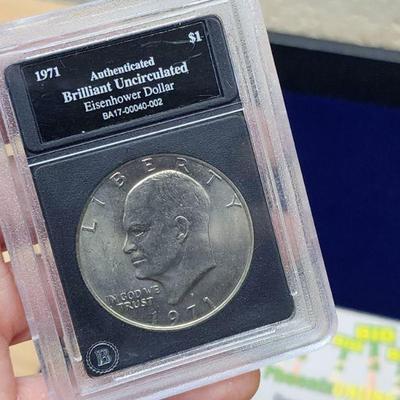 1971
$1
Authenticated
Brilliant Uncirculated
Eisenhower Dollar
BA17-00040-002
LIBERTY
IN GOD WE
TRUST
1971
B